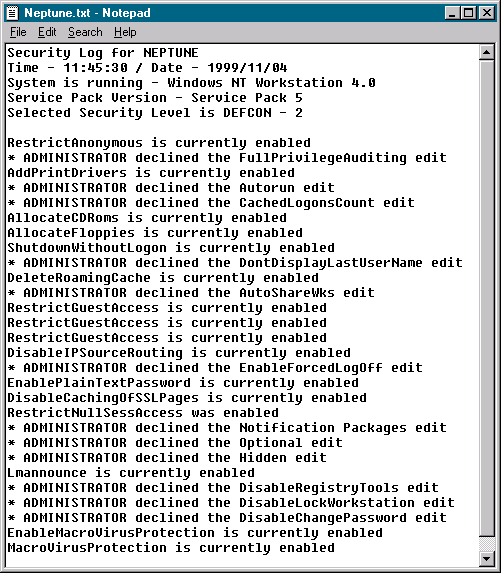 Neptune.txt - Notepad
File Edit Search Help
Security Log for NEPTUNE
Time - 11:45:30 / Date - 1999/11/04
System is running - Windows NT Workstation 4.0
Service Pack Version - Service Pack 5
Selected Security Level is DEFCON - 2
RestrictAnonymous is currently enabled
* ADMINISTRATOR declined the FullPrivilegeAuditing edit
AddPrintDrivers is currently enabled
* ADMINISTRATOR declined the Autorun edit
* ADMINISTRATOR declined the CachedLogonsCount edit
AllocateCDRoms is currently enabled
AllocateFloppies is currently enabled
ShutdownWithoutLogon is currently enabled
* ADMINISTRATOR declined the DontDisplayLastUserName edit
DeleteRoamingCache is currently enabled
* ADMINISTRATOR declined the AutoShareWks edit
RestrictGuestAccess is currently enabled
RestrictGuestAccess is currently enabled
RestrictGuestAccess is currently enabled
DisableIPSourceRouting is currently enabled
* ADMINISTRATOR declined the EnableForcedLogOff edit
EnablePlainTextPassword is currently enabled
DisableCachingOfSSLPages is currently enabled
RestrictNullSessAccess was enabled
* ADMINISTRATOR declined the Notification Packages edit
* ADMINISTRATOR declined the Optional edit
* ADMINISTRATOR declined the Hidden edit
Lmannounce is currently enabled
* ADMINISTRATOR declined the DisableRegistryTools edit
* ADMINISTRATOR declined the DisableLockWorkstation edit
* ADMINISTRATOR declined the DisableChangePassword edit
EnableMacroVirusProtection is currently enabled
MacroVirusProtection is currently enabled